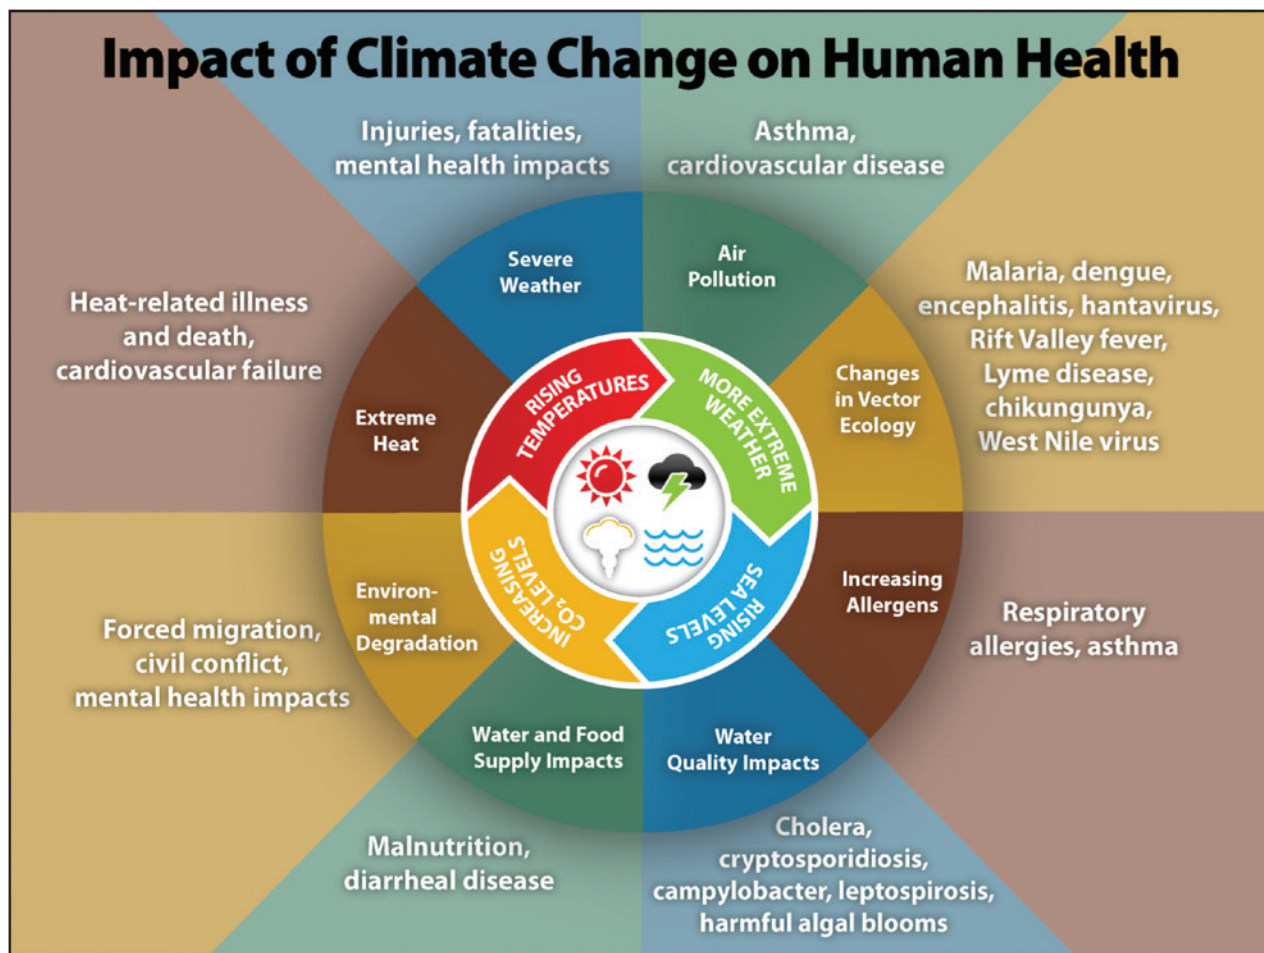 Impact of Climate Change on Human Health
Injuries, fatalities,
mental health impacts
Asthma,
cardiovascular disease
Severe
Weather
Air
Pollution
Heat-related illness
and death,
cardiovascular failure
Extreme
Heat
Changes
in Vector
Ecology
Malaria, dengue,
encephalitis, hantavirus,
Rift Valley fever,
Lyme disease,
chikungunya,
West Nile virus
RISING
TEMPERATURES
MORE EXTREME
WEATHER
INCREASING
CO₂ LEVELS
RISING
SEA LEVELS
Forced migration,
civil conflict,
mental health impacts
Environ-
mental
Degradation
Increasing
Allergens
Respiratory
allergies, asthma
Water and Food
Supply Impacts
Water
Quality Impacts
Malnutrition,
diarrheal disease
Cholera,
cryptosporidiosis,
campylobacter, leptospirosis,
harmful algal blooms